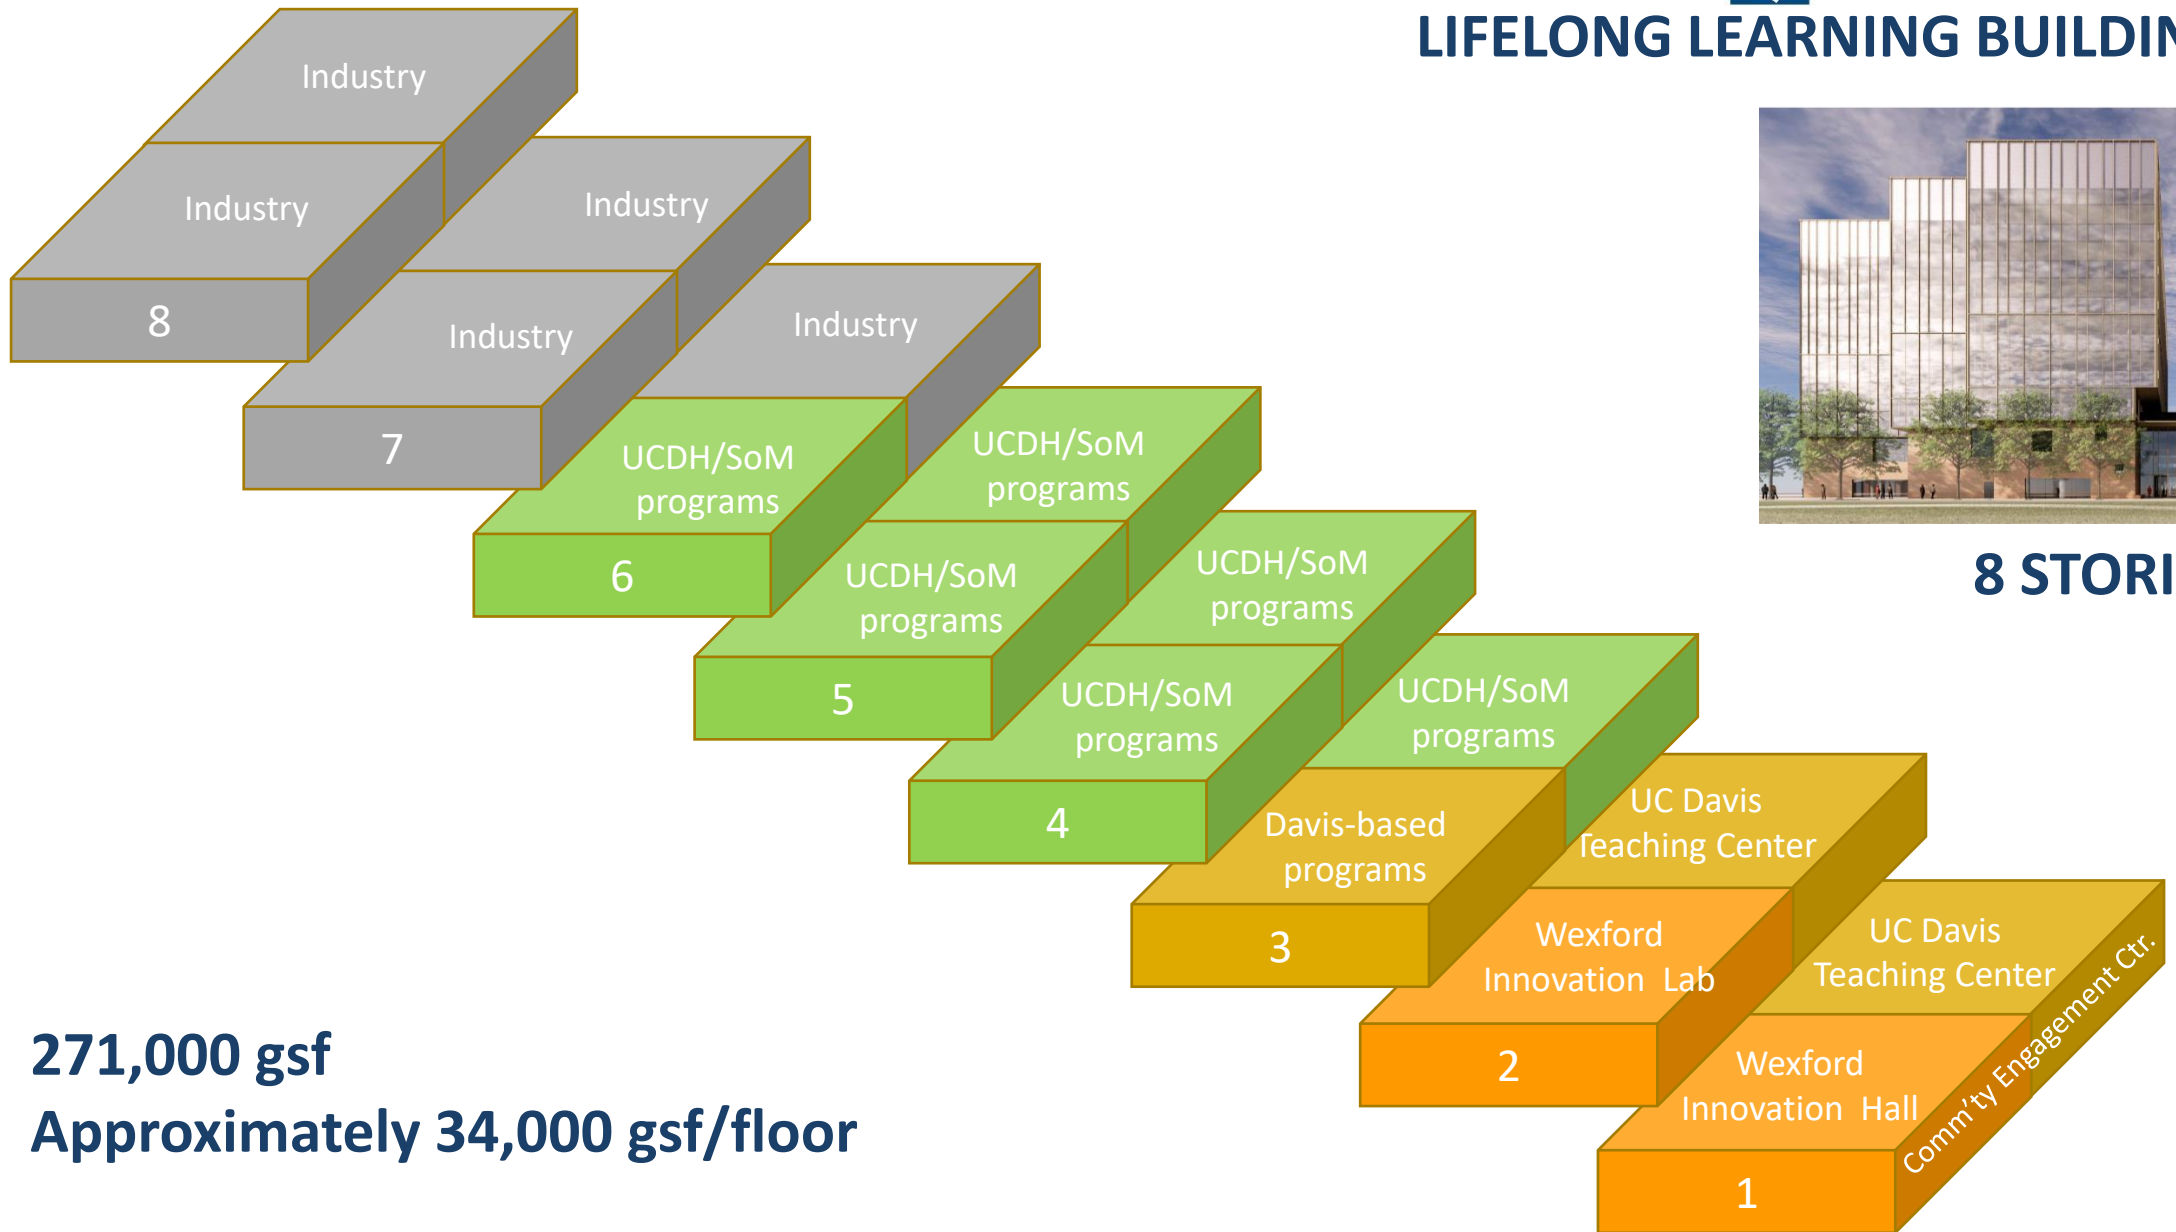 LIFELONG LEARNING BUILDIN
Industry
Industry
8
Industry
Industry
7
Industry
UCDH/SoM
programs
6
UCDH/SoM
programs
UCDH/SoM
programs
5
UCDH/SoM
programs
UCDH/SoM
programs
4
UCDH/SoM
programs
Davis-based
programs
3
UC Davis
Teaching Center
Wexford
Innovation Lab
2
UC Davis
Teaching Center
Wexford
Innovation Hall
Comm'ty Engagement Ctr.
1
8 STORI
271,000 gsf
Approximately 34,000 gsf/floor